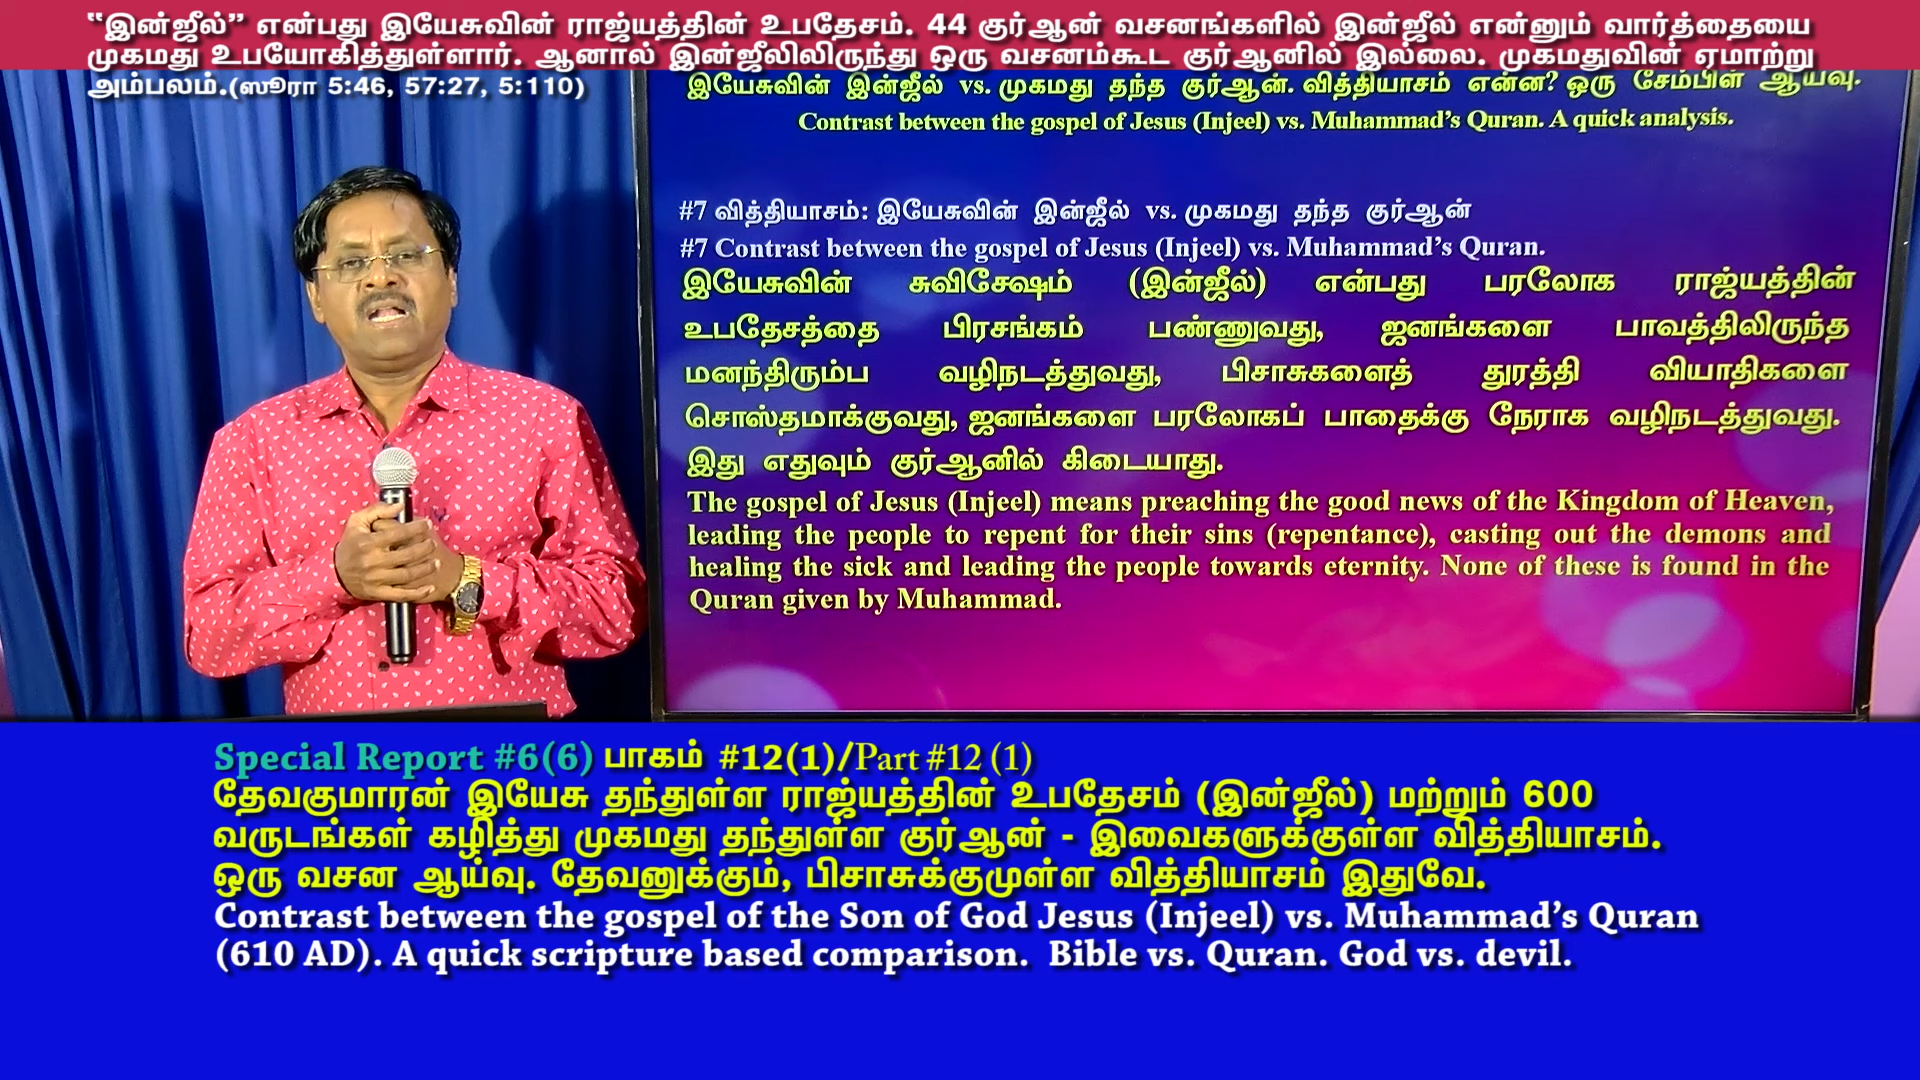 “இன்ஜீல்” என்பது இயேசுவின் ராஜ்யத்தின் உபதேசம். 44 குர்ஆன் வசனங்களில் இன்ஜீல் என்னும் வார்த்தையை
முகமது உபயோகித்துள்ளார். ஆனால் இன்ஜீலிலிருந்து ஒரு வசனம்கூட குர்ஆனில் இல்லை. முகமதுவின் ஏமாற்று
அம்பலம்.(ஸூரா 5:46, 57:27, 5:110)
இயேசுவின் இன்ஜீல் vs. முகமது தந்த குர்ஆன். வித்தியாசம் என்ன? ஒரு சேம்பிள் ஆய்வு.
Contrast between the gospel of Jesus (Injeel) vs. Muhammad’s Quran. A quick analysis.
#7 வித்தியாசம்: இயேசுவின் இன்ஜீல் vs. முகமது தந்த குர்ஆன்
#7 Contrast between the gospel of Jesus (Injeel) vs. Muhammad’s Quran.
இயேசுவின் சுவிசேஷம் (இன்ஜீல்) என்பது பரலோக ராஜ்யத்தின்
உபதேசத்தை பிரசங்கம் பண்ணுவது, ஜனங்களை பாவத்திலிருந்த
மனந்திரும்ப வழிநடத்துவது, பிசாசுகளைத் துரத்தி வியாதிகளை
சொஸ்தமாக்குவது, ஜனங்களை பரலோகப் பாதைக்கு நேராக வழிநடத்துவது.
இது எதுவும் குர்ஆனில் கிடையாது.
The gospel of Jesus (Injeel) means preaching the good news of the Kingdom of Heaven,
leading the people to repent for their sins (repentance), casting out the demons and
healing the sick and leading the people towards eternity. None of these is found in the
Quran given by Muhammad.
Special Report #6(6) பாகம் #12(1)/Part #12 (1)
தேவகுமாரன் இயேசு தந்துள்ள ராஜ்யத்தின் உபதேசம் (இன்ஜீல்) மற்றும் 600
வருடங்கள் கழித்து முகமது தந்துள்ள குர்ஆன் - இவைகளுக்குள்ள வித்தியாசம்.
ஒரு வசன ஆய்வு. தேவனுக்கும், பிசாசுக்குமுள்ள வித்தியாசம் இதுவே.
Contrast between the gospel of the Son of God Jesus (Injeel) vs. Muhammad’s Quran
(610 AD). A quick scripture based comparison. Bible vs. Quran. God vs. devil.